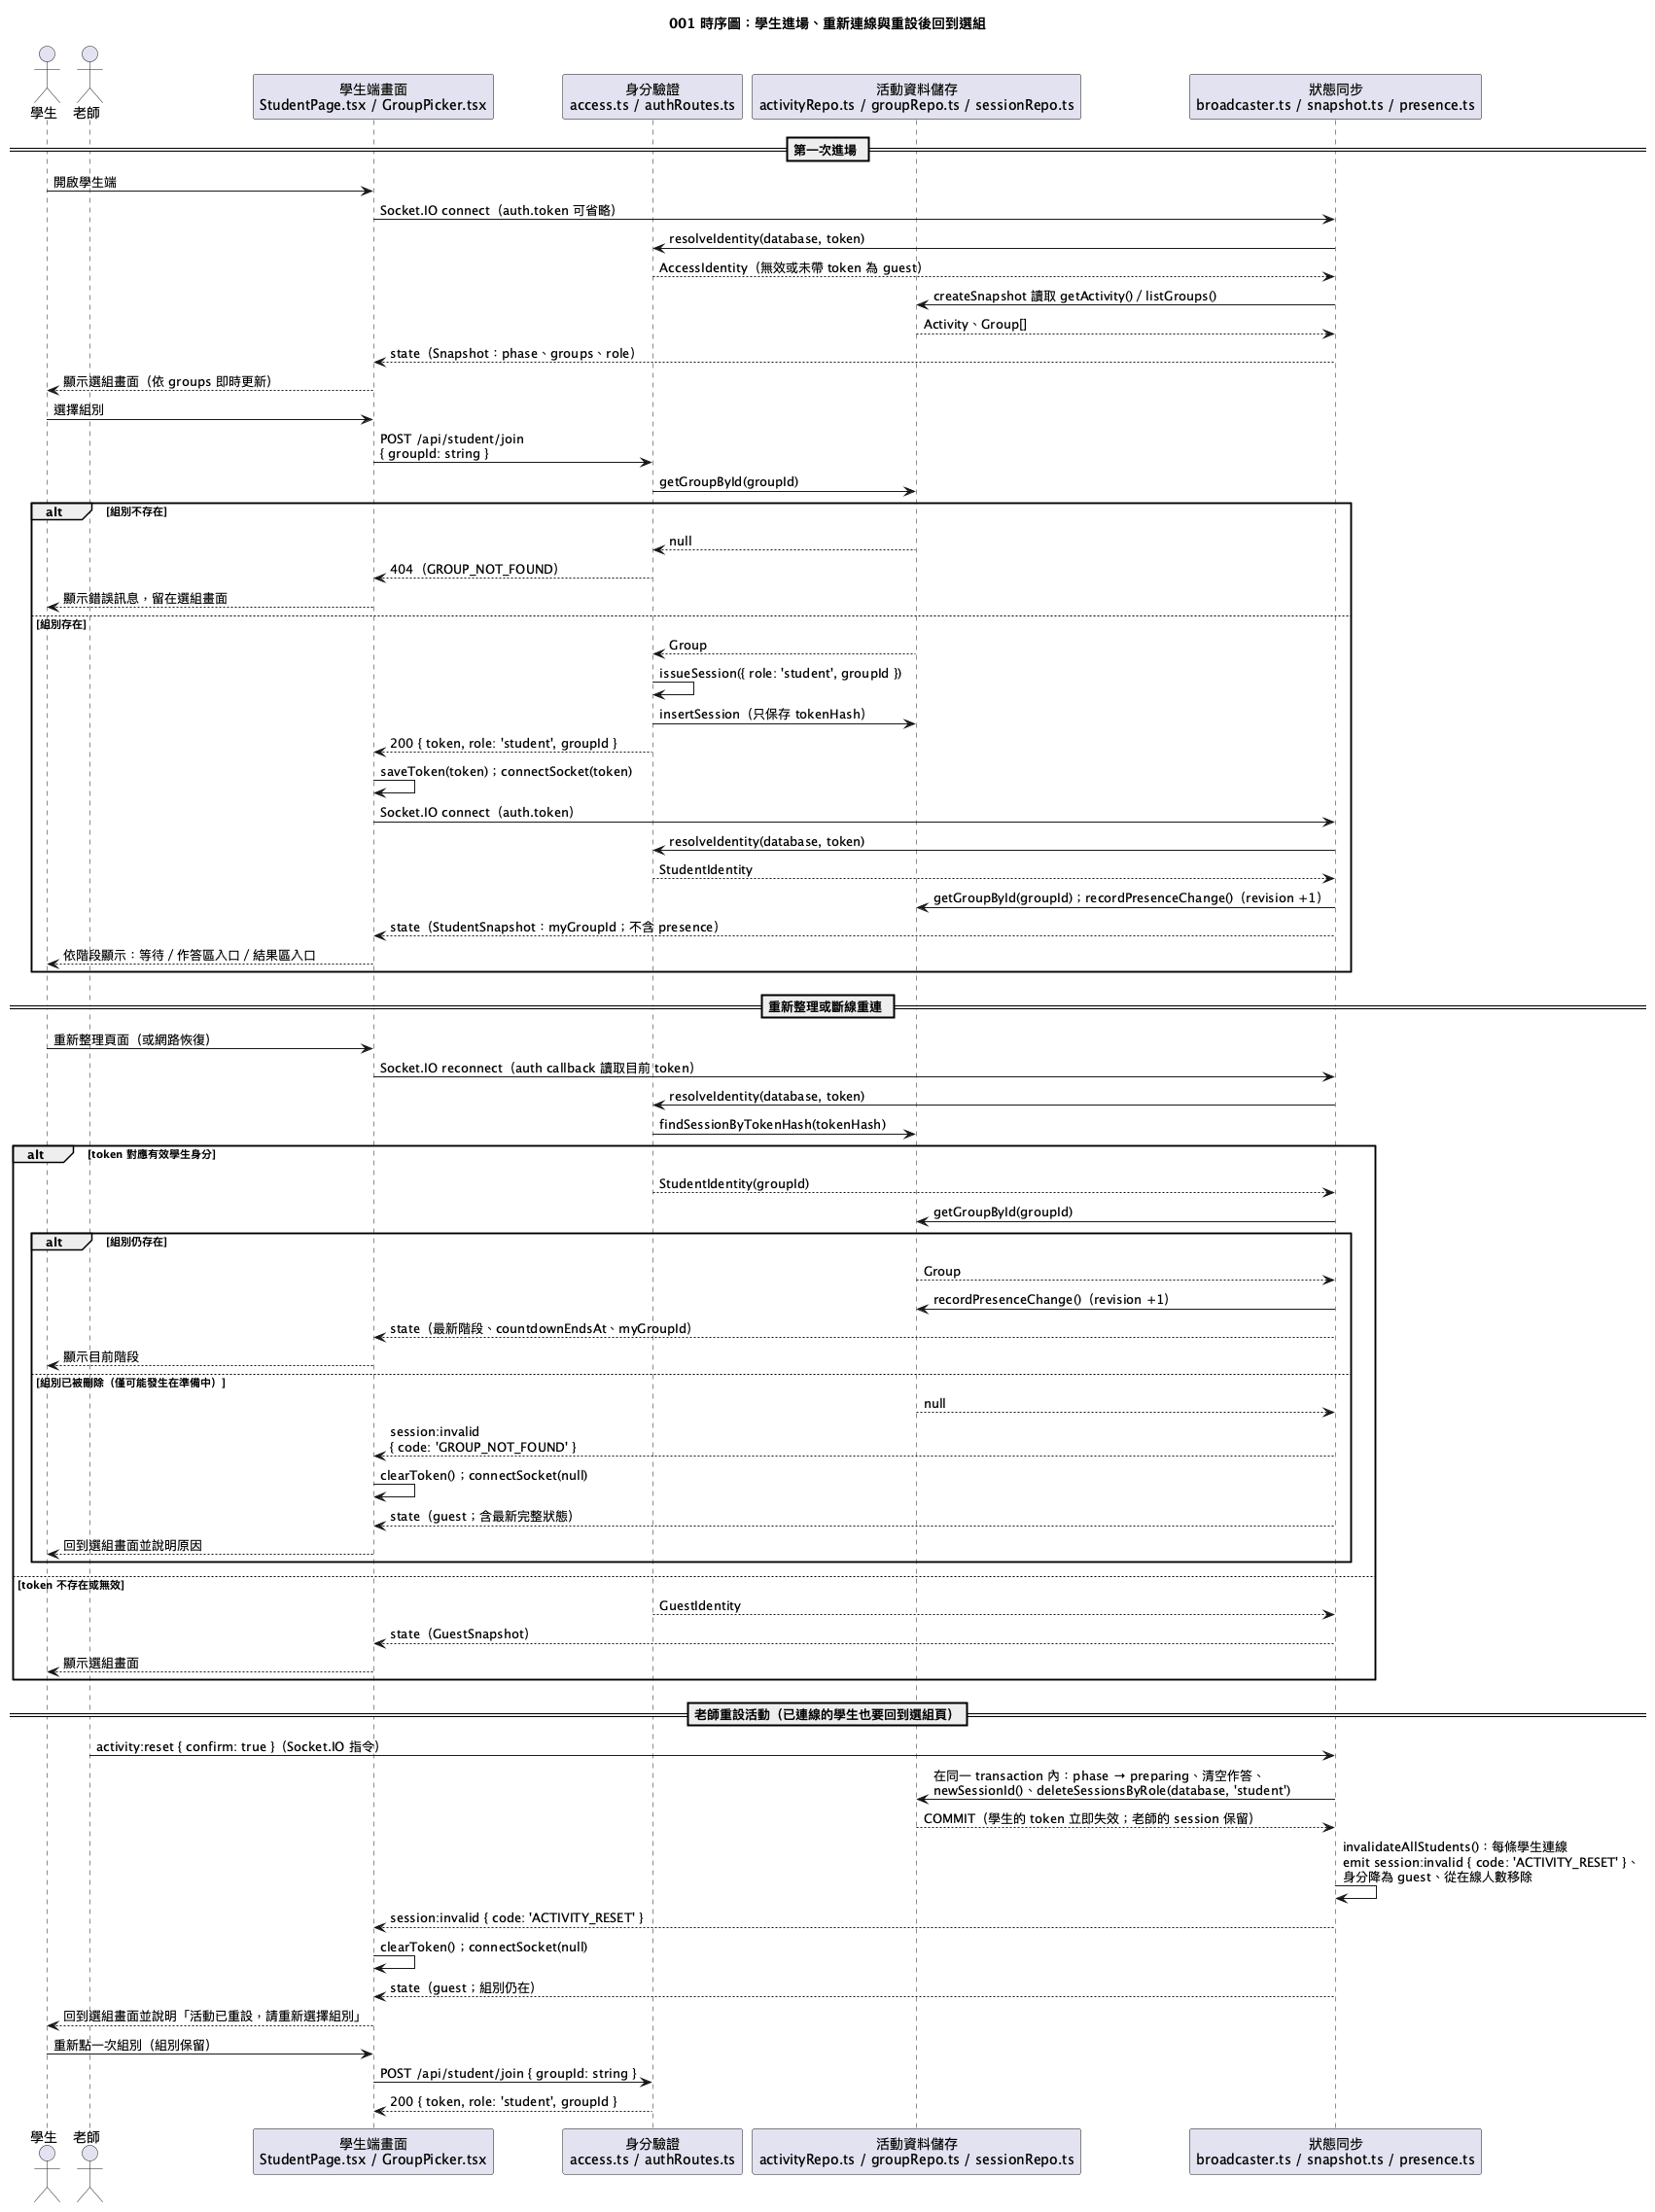 001 時序圖：學生進場、重新連線與重設後回到選組
學生
老師
學生端畫面
StudentPage.tsx / GroupPicker.tsx
身分驗證
access.ts / authRoutes.ts
活動資料儲存
activityRepo.ts / groupRepo.ts / sessionRepo.ts
狀態同步
broadcaster.ts / snapshot.ts / presence.ts
第一次進場
開啟學生端
Socket.IO connect（auth.token 可省略）
resolveIdentity(database, token)
AccessIdentity（無效或未帶 token 為 guest）
createSnapshot 讀取 getActivity() / listGroups()
Activity、Group[]
state（Snapshot：phase、groups、role）
顯示選組畫面（依 groups 即時更新）
選擇組別
POST /api/student/join
{ groupId: string }
getGroupById(groupId)
alt [組別不存在]
null
404（GROUP_NOT_FOUND）
顯示錯誤訊息，留在選組畫面
[組別存在]
Group
issueSession({ role: 'student', groupId })
insertSession（只保存 tokenHash）
200 { token, role: 'student', groupId }
saveToken(token)；connectSocket(token)
Socket.IO connect（auth.token）
resolveIdentity(database, token)
StudentIdentity
getGroupById(groupId)；recordPresenceChange()（revision +1）
state（StudentSnapshot：myGroupId；不含 presence）
依階段顯示：等待 / 作答區入口 / 結果區入口
重新整理或斷線重連
重新整理頁面（或網路恢復）
Socket.IO reconnect（auth callback 讀取目前 token）
resolveIdentity(database, token)
findSessionByTokenHash(tokenHash)
alt [token 對應有效學生身分]
StudentIdentity(groupId)
getGroupById(groupId)
alt [組別仍存在]
Group
recordPresenceChange()（revision +1）
state（最新階段、countdownEndsAt、myGroupId）
顯示目前階段
[組別已被刪除（僅可能發生在準備中）]
null
session:invalid
{ code: 'GROUP_NOT_FOUND' }
clearToken()；connectSocket(null)
state（guest；含最新完整狀態）
回到選組畫面並說明原因
[token 不存在或無效]
GuestIdentity
state（GuestSnapshot）
顯示選組畫面
老師重設活動（已連線的學生也要回到選組頁）
activity:reset { confirm: true }（Socket.IO 指令）
在同一 transaction 內：phase → preparing、清空作答、
newSessionId()、deleteSessionsByRole(database, 'student')
COMMIT（學生的 token 立即失效；老師的 session 保留）
invalidateAllStudents()：每條學生連線
emit session:invalid { code: 'ACTIVITY_RESET' }、
身分降為 guest、從在線人數移除
session:invalid { code: 'ACTIVITY_RESET' }
clearToken()；connectSocket(null)
state（guest；組別仍在）
回到選組畫面並說明「活動已重設，請重新選擇組別」
重新點一次組別（組別保留）
POST /api/student/join { groupId: string }
200 { token, role: 'student', groupId }
學生
老師
學生端畫面
StudentPage.tsx / GroupPicker.tsx
身分驗證
access.ts / authRoutes.ts
活動資料儲存
activityRepo.ts / groupRepo.ts / sessionRepo.ts
狀態同步
broadcaster.ts / snapshot.ts / presence.ts